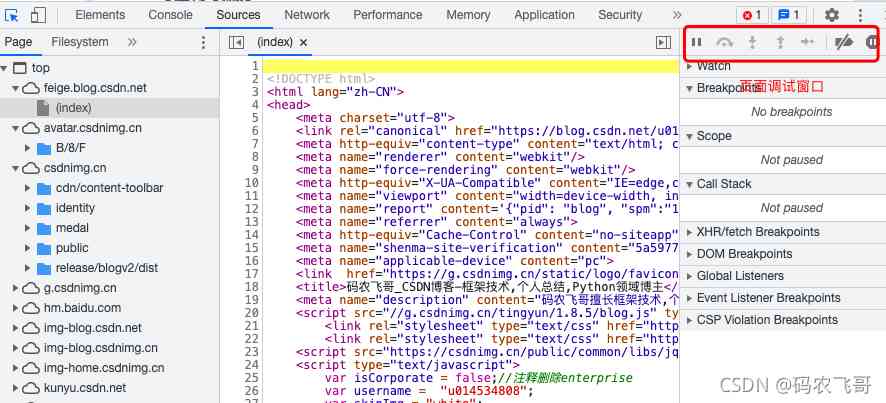 Elements Console Sources Network Performance Memory Application Security » 1 1
Page Filesystem » (index) ×
top
feige.blog.csdn.net
(index)
avatar.csdnimg.cn
B/8/F
csdnimg.cn
cdn/content-toolbar
identity
medal
public
release/blogv2/dist
g.csdnimg.cn
hm.baidu.com
img-blog.csdn.net
img-blog.csdnimg.cn
img-home.csdnimg.cn
kunyu.csdn.net
1
2 <!DOCTYPE html>
3 <html lang="zh-CN">
4 <head>
5 <meta charset="utf-8">
6 <link rel="canonical" href="https://blog.csdn.net/u01
7 <meta http-equiv="content-type" content="text/html; c
8 <meta name="renderer" content="webkit"/>
9 <meta name="force-rendering" content="webkit"/>
10 <meta http-equiv="X-UA-Compatible" content="IE=edge,c
11 <meta name="viewport" content="width=device-width, in
12 <meta name="report" content='{"pid": "blog", "spm":"1
13 <meta name="referrer" content="always">
14 <meta http-equiv="Cache-Control" content="no-siteapp"
15 <meta name="shenma-site-verification" content="5a5977
16 <meta name="applicable-device" content="pc">
17 <link href="https://g.csdnimg.cn/static/logo/favicon
18 <title>码农飞哥_CSDN博客-框架技术,个人总结,Python领域博主</
19 <meta name="description" content="码农飞哥擅长框架技术,个
20 <script src="//g.csdnimg.cn/tingyun/1.8.5/blog.js" ty
21 <link rel="stylesheet" type="text/css" href="http
22 <link rel="stylesheet" type="text/css" href="http
23 <script src="https://csdnimg.cn/public/common/libs/jq
24 <script type="text/javascript">
25 var isCorporate = false;//注释删除enterprise
26 var username = "u014534808";
27 var skinImg = "white";
Watch
Breakpoints
页面调试窗口
No breakpoints
Scope
Not paused
Call Stack
Not paused
XHR/fetch Breakpoints
DOM Breakpoints
Global Listeners
Event Listener Breakpoints
CSP Violation Breakpoints
CSDN @码农飞哥